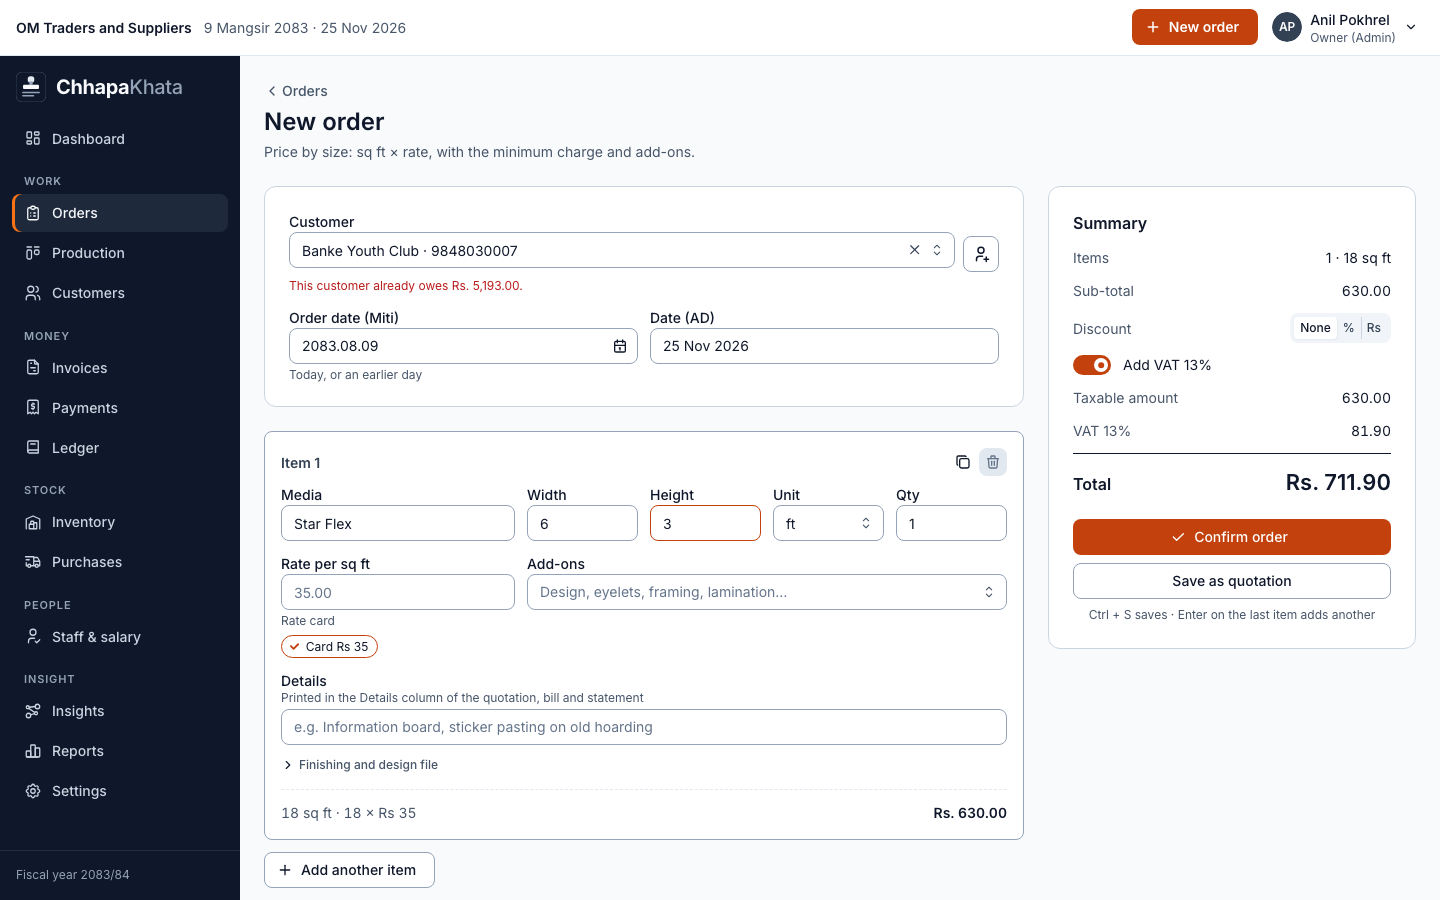 OM Traders and Suppliers 9 Mangsir 2083 · 25 Nov 2026
New order
AP
Anil Pokhrel
Owner (Admin)
ChhapaKhata
Dashboard
WORK
Orders
Production
Customers
MONEY
Invoices
Payments
Ledger
STOCK
Inventory
Purchases
PEOPLE
Staff & salary
INSIGHT
Insights
Reports
Settings
Fiscal year 2083/84
Orders
New order
Price by size: sq ft × rate, with the minimum charge and add-ons.
Customer
Banke Youth Club · 9848030007
This customer already owes Rs. 5,193.00.
Order date (Miti) Date (AD)
2083.08.09 25 Nov 2026
Today, or an earlier day
Item 1
Media Width Height Unit Qty
Star Flex 6 3 ft 1
Rate per sq ft Add-ons
35.00 Design, eyelets, framing, lamination...
Rate card
Card Rs 35
Details
Printed in the Details column of the quotation, bill and statement
e.g. Information board, sticker pasting on old hoarding
Finishing and design file
18 sq ft · 18 × Rs 35 Rs. 630.00
Add another item
Summary
Items 1 · 18 sq ft
Sub-total 630.00
Discount None % Rs
Add VAT 13%
Taxable amount 630.00
VAT 13% 81.90
Total Rs. 711.90
Confirm order
Save as quotation
Ctrl + S saves · Enter on the last item adds another